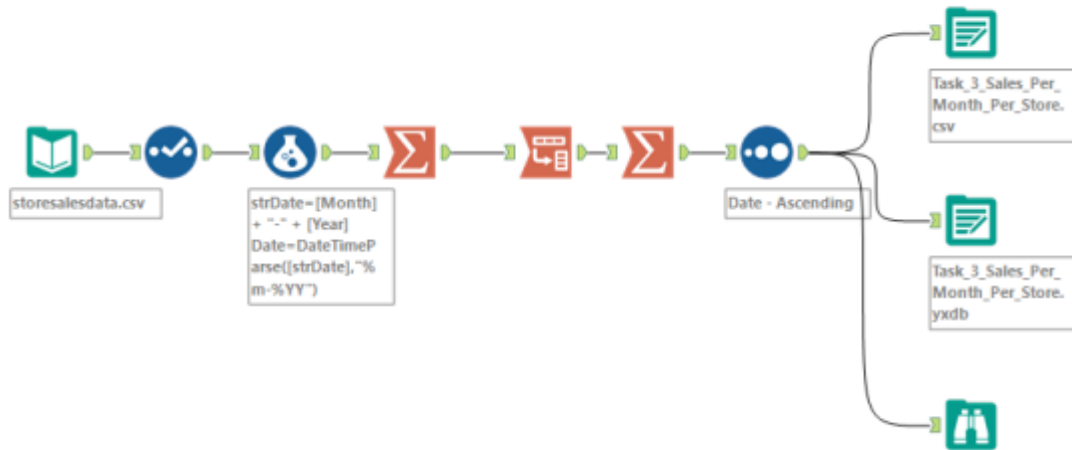 storesalesdata.csv
strDate=[Month]
+ "-" + [Year]
Date=DateTimeP
arse([strDate],"%
m-%YY")
Date - Ascending
Task_3_Sales_Per_
Month_Per_Store.
csv
Task_3_Sales_Per_
Month_Per_Store.
yxdb